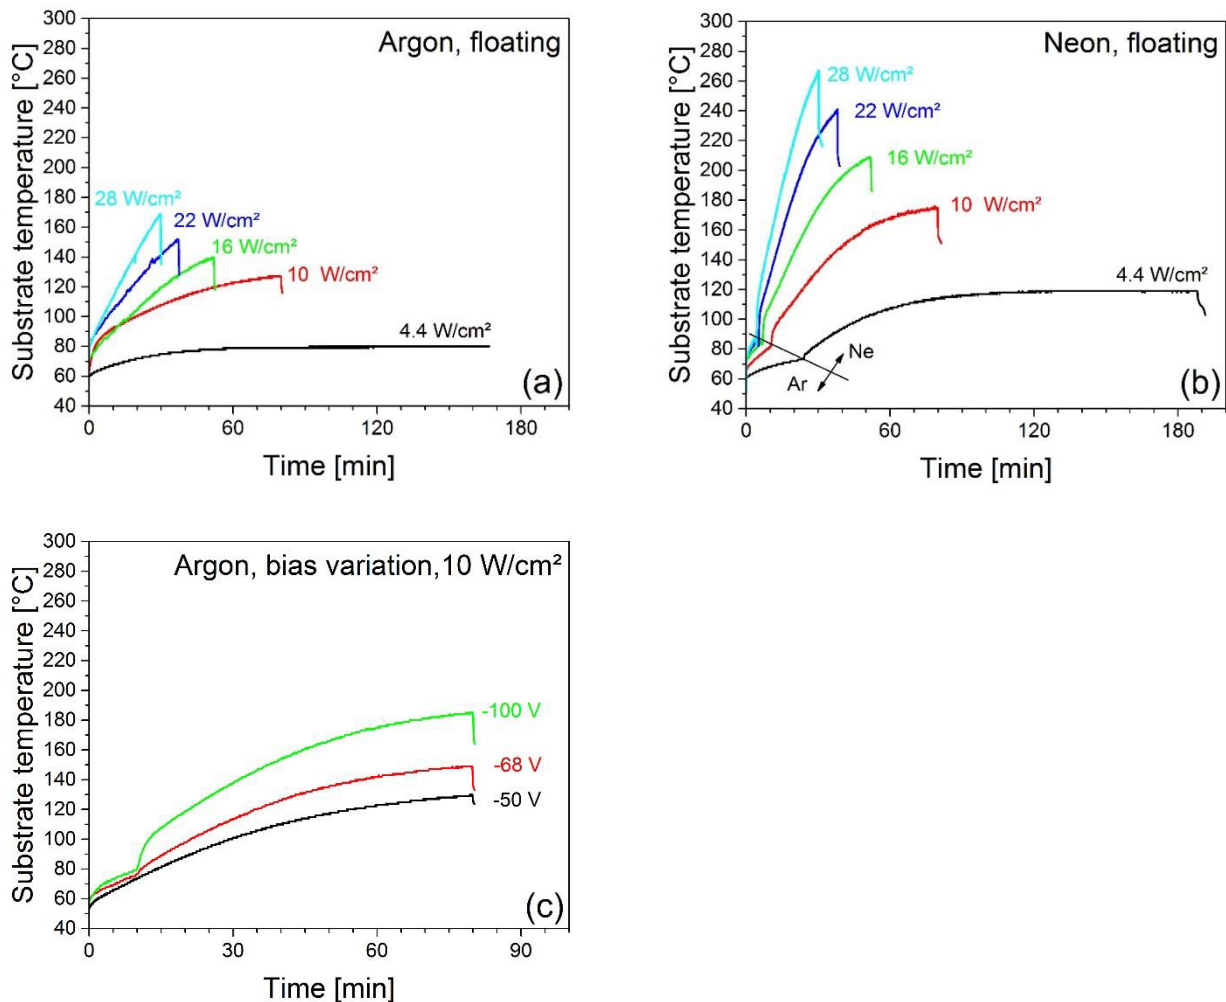 Argon, floating
Substrate temperature [°C]
300
280
260
240
220
200
180
160
140
120
100
80
60
40
28 W/cm²
22 W/cm²
16 W/cm²
10 W/cm²
4.4 W/cm²
(a)
0
60
120
180
Time [min]
Neon, floating
Substrate temperature [°C]
300
280
260
240
220
200
180
160
140
120
100
80
60
40
28 W/cm²
22 W/cm²
16 W/cm²
10 W/cm²
4.4 W/cm²
Ne
Ar
(b)
0
60
120
180
Time [min]
Argon, bias variation,10 W/cm²
Substrate temperature [°C]
300
280
260
240
220
200
180
160
140
120
100
80
60
40
-100 V
-68 V
-50 V
(c)
0
30
60
90
Time [min]